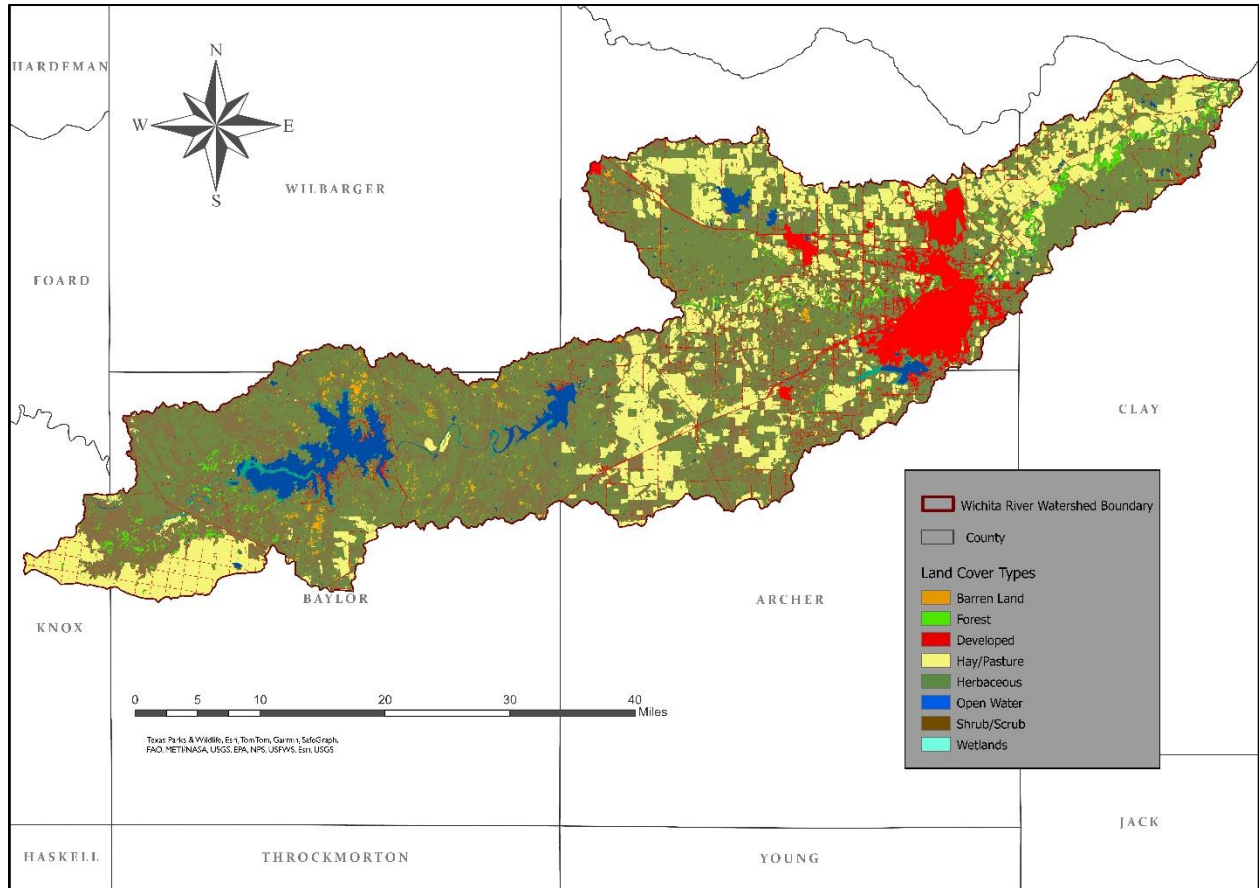 HARDEMAN
N
W E
S
WILBARGER
FOARD
CLAY
BAYLOR
ARCHER
KNOX
Wichita River Watershed Boundary
County
Land Cover Types
Barren Land
Forest
Developed
Hay/Pasture
Herbaceous
Open Water
Shrub/Scrub
Wetlands
0 5 10 20 30 40
Miles
Texas Parks & Wildlife, Esri, TomTom, Garmin, SafeGraph,
FAO, METI/NASA, USGS, EPA, NPS, USFWS, Esri, USGS
JACK
HASKELL
THROCKMORTON
YOUNG